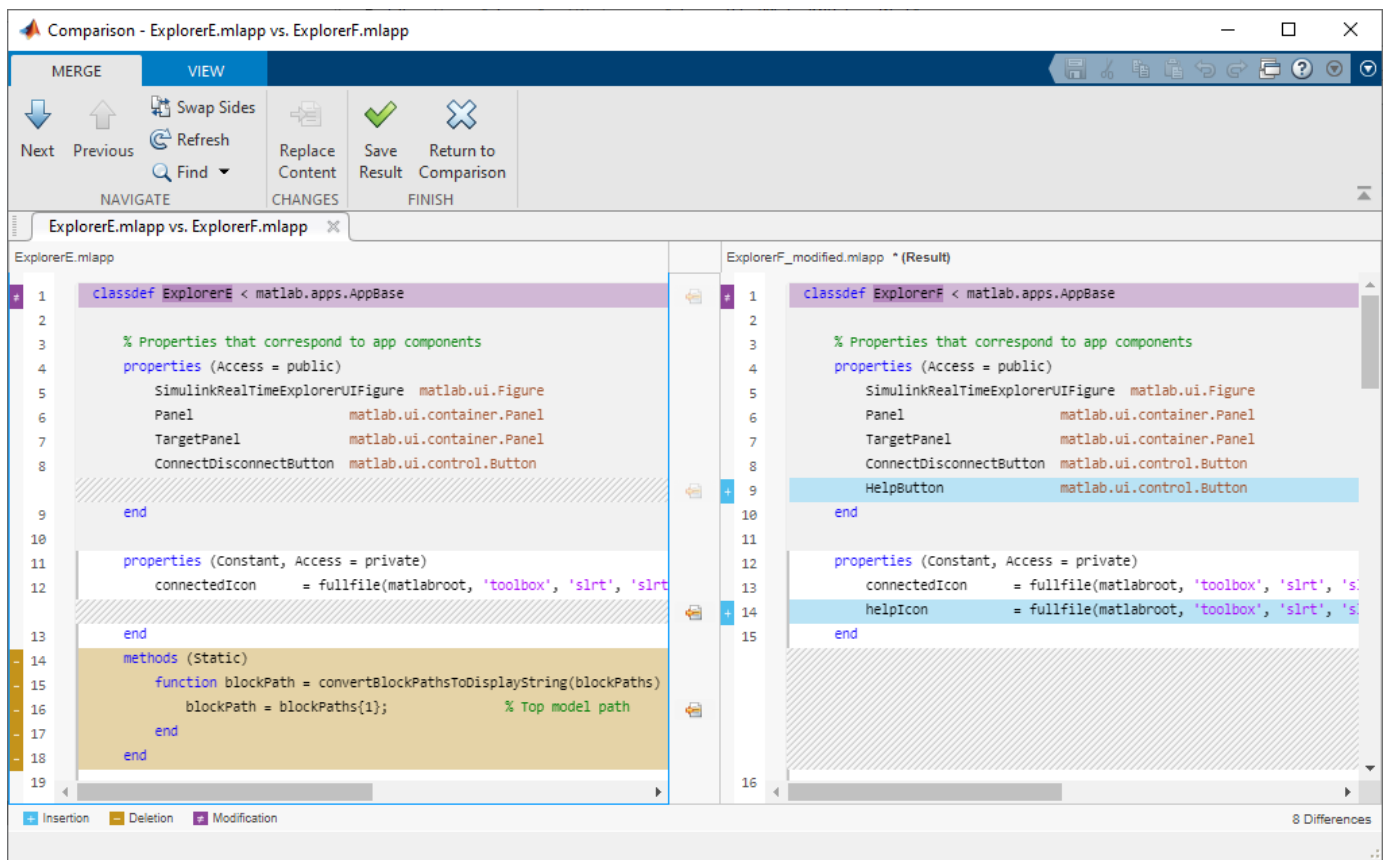 Comparison - ExplorerE.mlapp vs. ExplorerF.mlapp
MERGE VIEW
Next Previous Swap Sides Refresh Find Replace Content Save Result Return to Comparison
NAVIGATE CHANGES FINISH
ExplorerE.mlapp vs. ExplorerF.mlapp
ExplorerE.mlapp
1 classdef ExplorerE < matlab.apps.AppBase
2
3 % Properties that correspond to app components
4 properties (Access = public)
5 SimulinkRealTimeExplorerUIFigure matlab.ui.Figure
6 Panel matlab.ui.container.Panel
7 TargetPanel matlab.ui.container.Panel
8 ConnectDisconnectButton matlab.ui.control.Button
9 end
10
11 properties (Constant, Access = private)
12 connectedIcon = fullfile(matlabroot, 'toolbox', 'slrt', 'slrt
13 end
14 methods (Static)
15 function blockPath = convertBlockPathsToDisplayString(blockPaths)
16 blockPath = blockPaths{1}; % Top model path
17 end
18 end
19
ExplorerF_modified.mlapp * (Result)
1 classdef ExplorerF < matlab.apps.AppBase
2
3 % Properties that correspond to app components
4 properties (Access = public)
5 SimulinkRealTimeExplorerUIFigure matlab.ui.Figure
6 Panel matlab.ui.container.Panel
7 TargetPanel matlab.ui.container.Panel
8 ConnectDisconnectButton matlab.ui.control.Button
9 HelpButton matlab.ui.control.Button
10 end
11
12 properties (Constant, Access = private)
13 connectedIcon = fullfile(matlabroot, 'toolbox', 'slrt', 's
14 helpIcon = fullfile(matlabroot, 'toolbox', 'slrt', 's
15 end
16
Insertion Deletion Modification 8 Differences